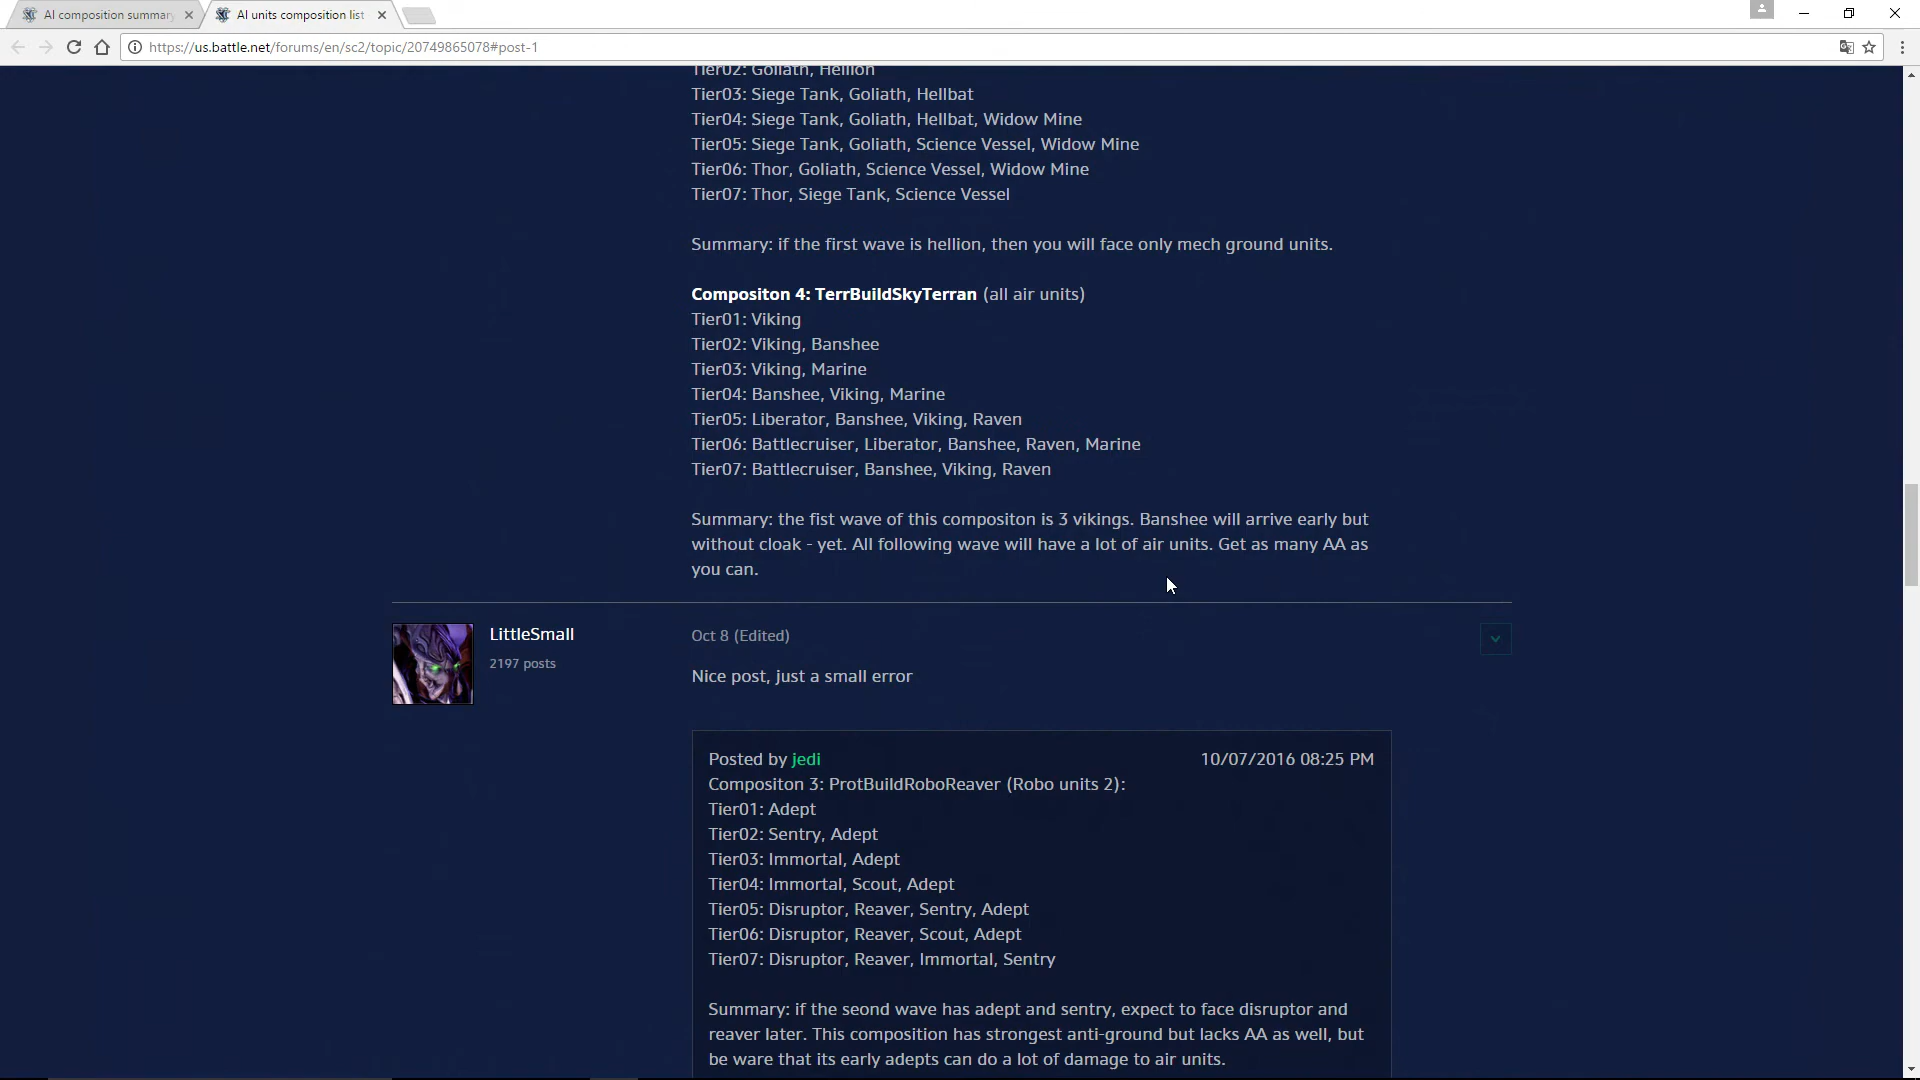 AI composition summary
AI units composition list
https://us.battle.net/forums/en/sc2/topic/20749865078#post-1
Tier02: Goliath, Hellion
Tier03: Siege Tank, Goliath, Hellbat
Tier04: Siege Tank, Goliath, Hellbat, Widow Mine
Tier05: Siege Tank, Goliath, Science Vessel, Widow Mine
Tier06: Thor, Goliath, Science Vessel, Widow Mine
Tier07: Thor, Siege Tank, Science Vessel
Summary: if the first wave is hellion, then you will face only mech ground units.
Compositon 4: TerrBuildSkyTerran (all air units)
Tier01: Viking
Tier02: Viking, Banshee
Tier03: Viking, Marine
Tier04: Banshee, Viking, Marine
Tier05: Liberator, Banshee, Viking, Raven
Tier06: Battlecruiser, Liberator, Banshee, Raven, Marine
Tier07: Battlecruiser, Banshee, Viking, Raven
Summary: the fist wave of this compositon is 3 vikings. Banshee will arrive early but
without cloak - yet. All following wave will have a lot of air units. Get as many AA as
you can.
LittleSmall
2197 posts
Oct 8 (Edited)
Nice post, just a small error
Posted by jedi 10/07/2016 08:25 PM
Compositon 3: ProtBuildRoboReaver (Robo units 2):
Tier01: Adept
Tier02: Sentry, Adept
Tier03: Immortal, Adept
Tier04: Immortal, Scout, Adept
Tier05: Disruptor, Reaver, Sentry, Adept
Tier06: Disruptor, Reaver, Scout, Adept
Tier07: Disruptor, Reaver, Immortal, Sentry
Summary: if the seond wave has adept and sentry, expect to face disruptor and
reaver later. This composition has strongest anti-ground but lacks AA as well, but
be ware that its early adepts can do a lot of damage to air units.